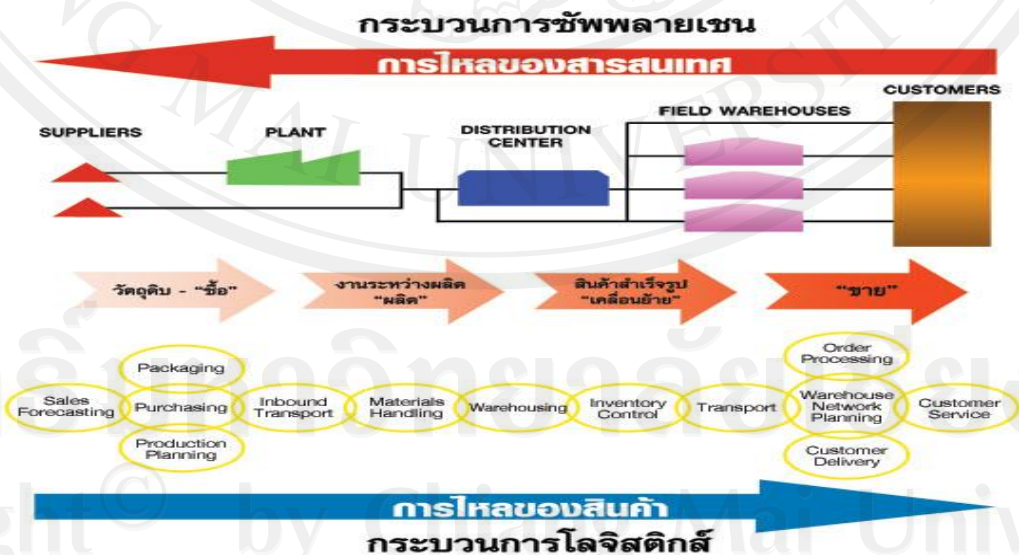 กระบวนการซัพพลายเชน
การไหลของสารสนเทศ
CUSTOMERS
FIELD WAREHOUSES
SUPPLIERS
PLANT
DISTRIBUTION
CENTER
วัตถุดิบ - "ซื้อ"
งานระหว่างผลิต
"ผลิต"
สินค้าสำเร็จรูป
"เคลื่อนย้าย"
"ขาย"
Packaging
Order
Processing
Sales
Forecasting
Purchasing
Inbound
Transport
Materials
Handling
Warehousing
Inventory
Control
Transport
Warehouse
Network
Planning
Customer
Service
Production
Planning
Customer
Delivery
การไหลของสินค้า
กระบวนการโลจิสติกส์
by Chiang Mai Univ